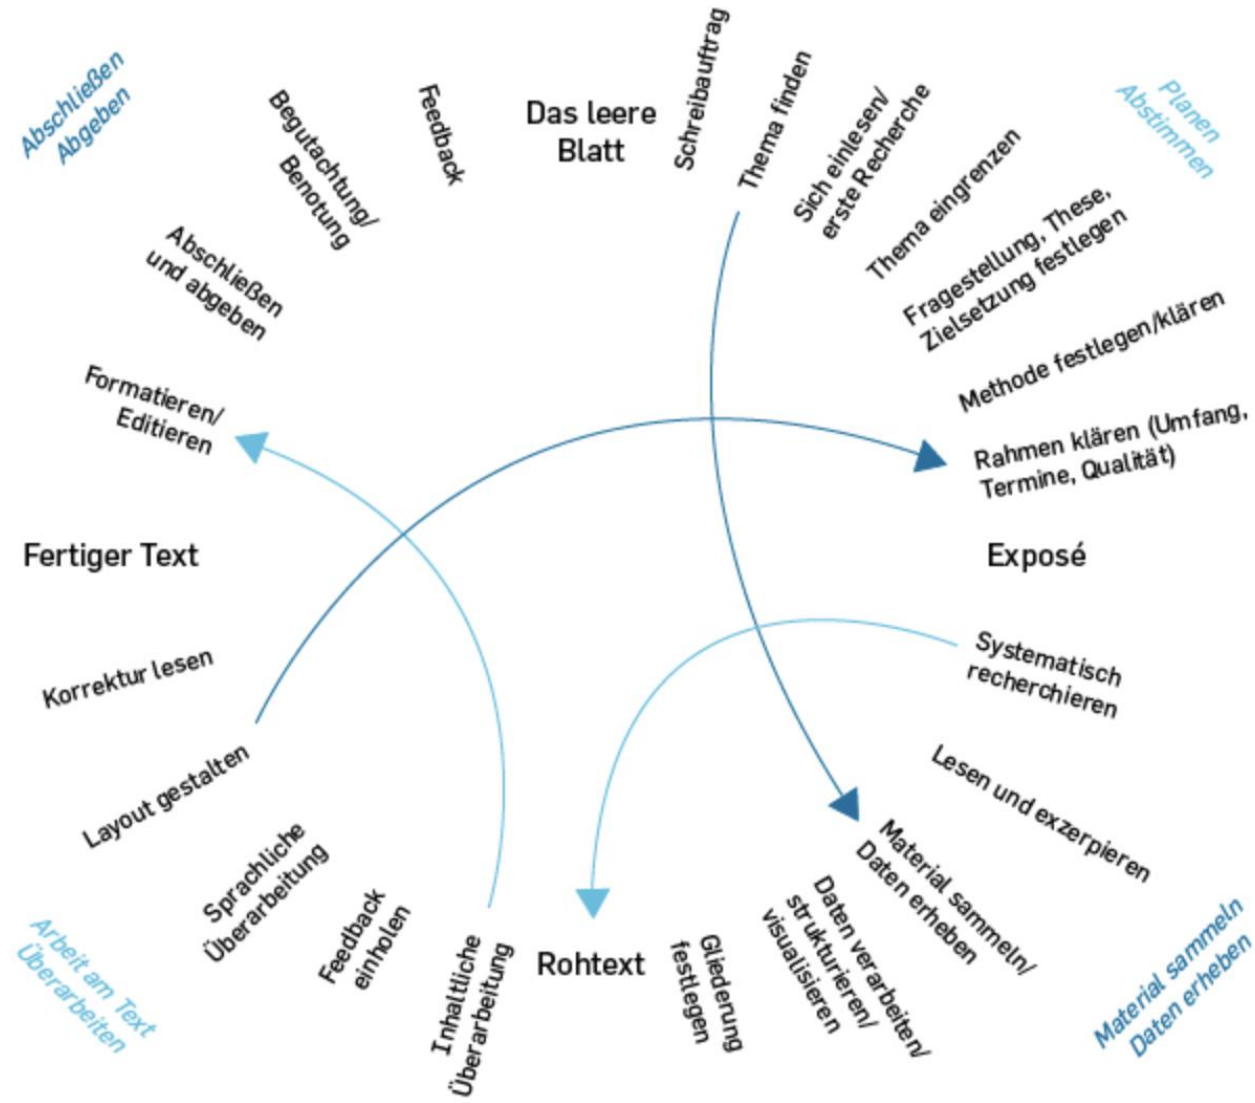 Das leere
Blatt
Schreibauftrag
Thema finden
Sich einlesen/
erste Recherche
Thema eingrenzen
Fragestellung, These,
Zielsetzung festlegen
Methode festlegen/klären
Rahmen klären (Umfang,
Termine, Qualität)
Planen
Abstimmen
Exposé
Systematisch
recherchieren
Lesen und exzerpieren
Material sammeln/
Daten erheben
Daten verarbeiten/
strukturieren/
visualisieren
Gliederung
festlegen
Material sammeln
Daten erheben
Rohtext
Inhaltliche
Überarbeitung
Feedback
einholen
Sprachliche
Überarbeitung
Layout gestalten
Korrektur lesen
Arbeit am Text
Überarbeiten
Fertiger Text
Formatieren/
Editieren
Abschließen
und abgeben
Begutachtung/
Benotung
Feedback
Abschließen
Abgeben